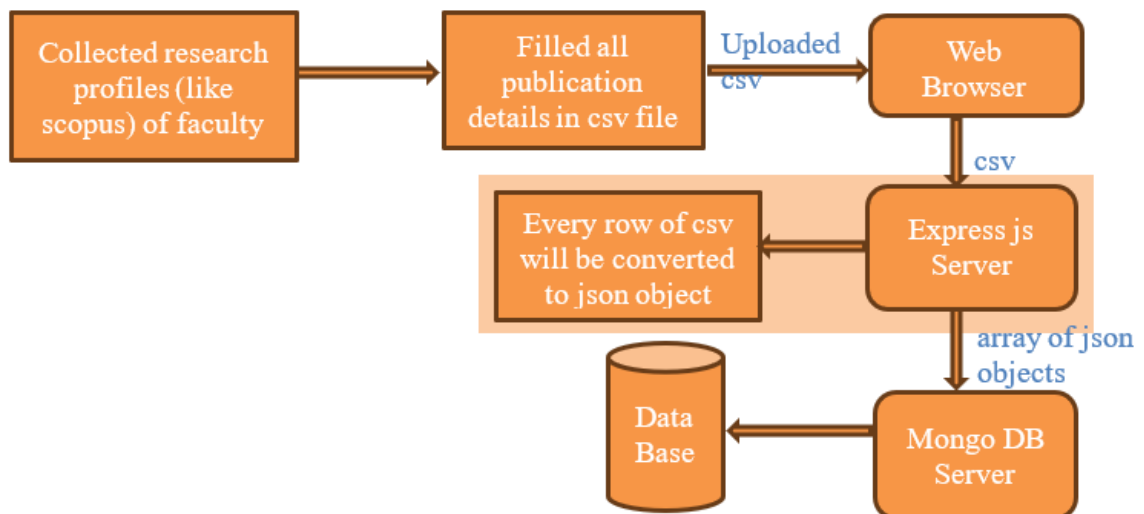 Collected research
profiles (like
scopus) of faculty
Filled all
publication
details in csv file
Uploaded
csv
Web
Browser
csv
Every row of csv
will be converted
to json object
Express js
Server
array of json
objects
Data
Base
Mongo DB
Server